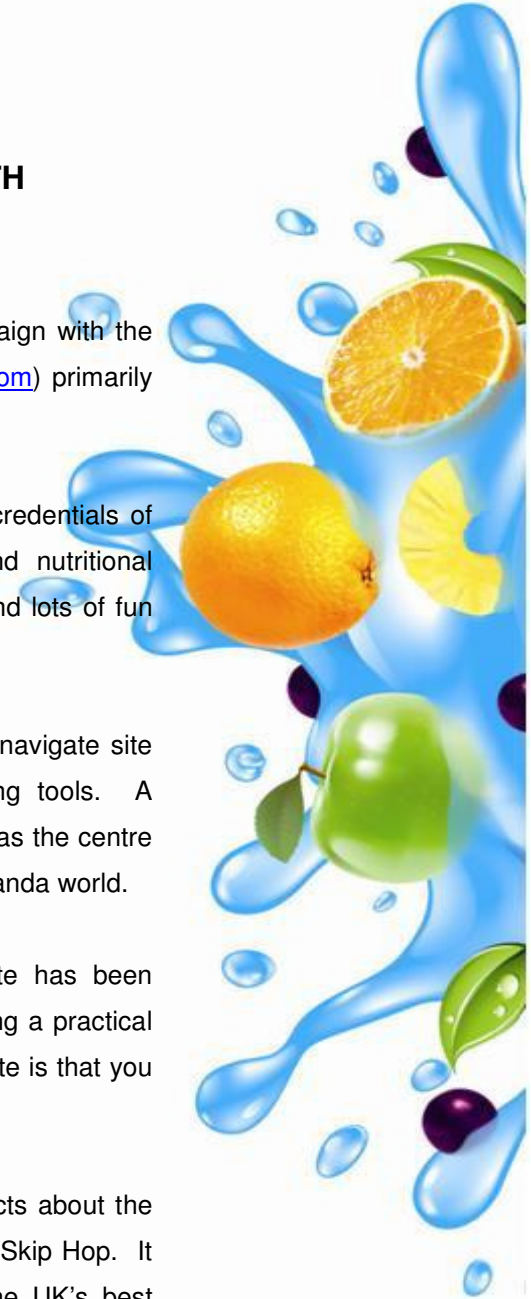 TH
aign with the
om) primarily
credentials of
nd nutritional
nd lots of fun
navigate site
ng tools. A
as the centre
anda world.
te has been
ng a practical
te is that you
cts about the
Skip Hop. It
he UK's best